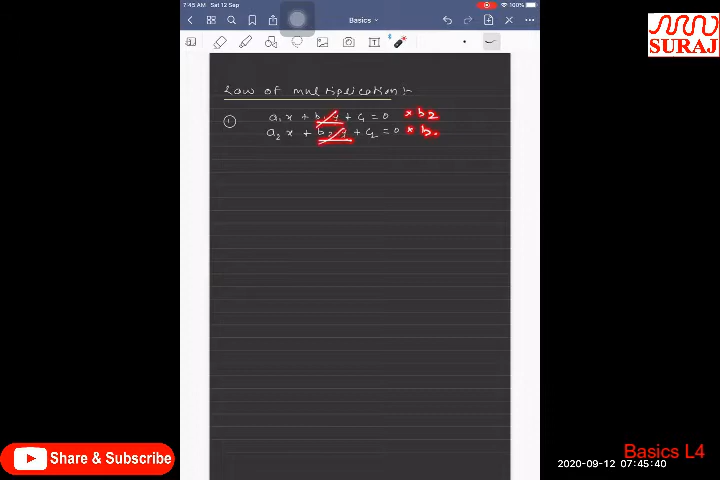 7:45 AM Sat 12 Sep
100%
Basics
SURAJ
Law of multiplication:-
① a₁x + b₁y + c₁ = 0 * b2
a₂x + b₂y + c₂ = 0 * b.
Share & Subscribe
Basics L4
2020-09-12 07:45:40